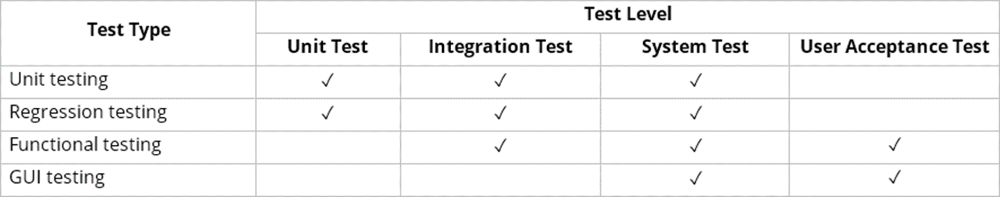 Test Type
Test Level
Unit Test Integration Test System Test User Acceptance Test
Unit testing ✓ ✓ ✓
Regression testing ✓ ✓ ✓
Functional testing ✓ ✓ ✓
GUI testing ✓ ✓